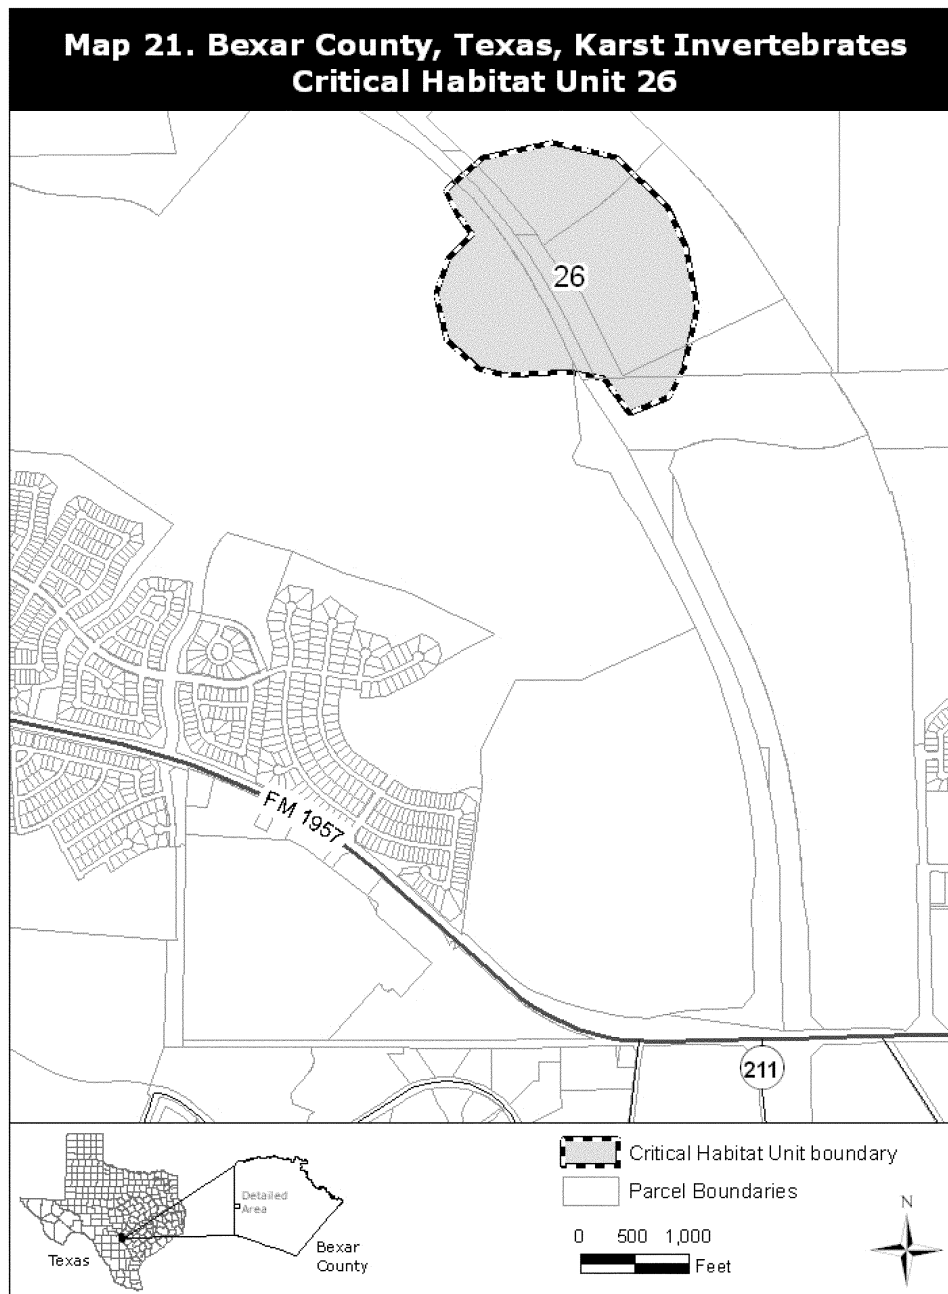 Map 21. Bexar County, Texas, Karst Invertebrates
Critical Habitat Unit 26
26
FM 1957
211
Texas
Detailed
Area
Bexar
County
Critical Habitat Unit boundary
Parcel Boundaries
0 500 1,000
Feet
N